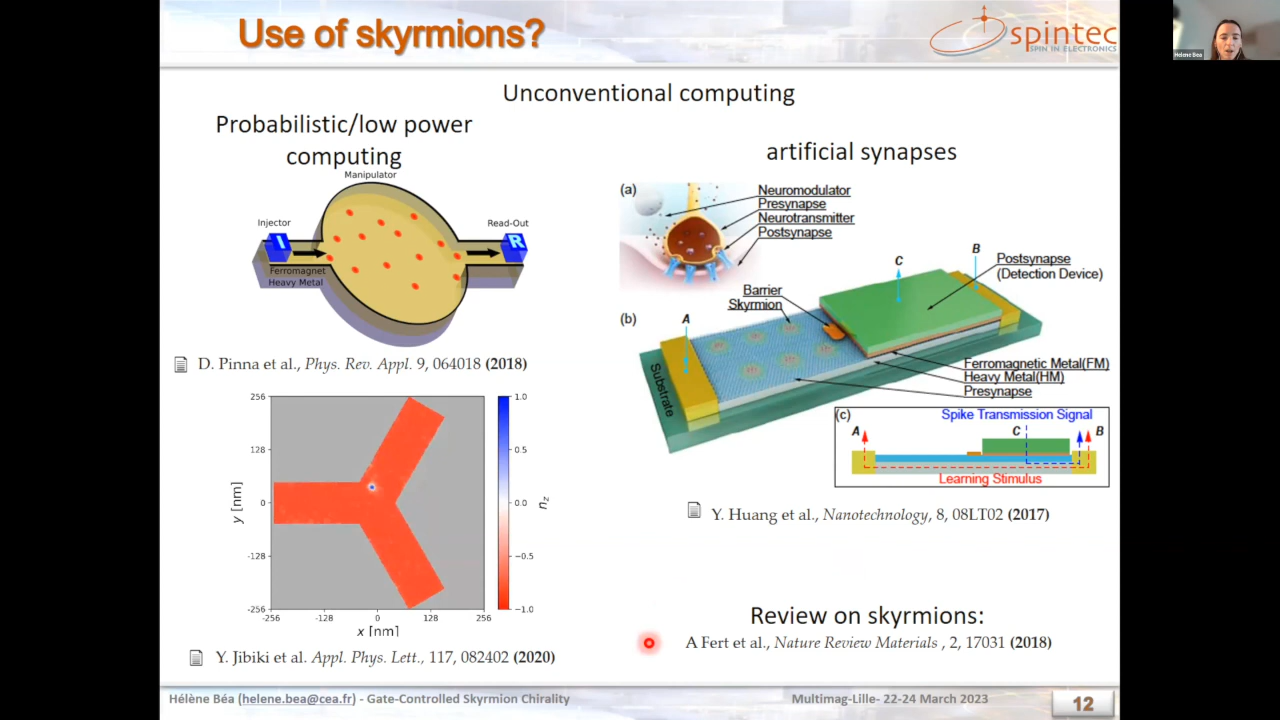 Use of skyrmions?
spintec
SPIN IN ELECTRONICS
Helene Bea
Unconventional computing
Probabilistic/low power
computing
Manipulator
Injector
I
Read-Out
R
Ferromagnet
Heavy Metal
D. Pinna et al., Phys. Rev. Appl. 9, 064018 (2018)
256
128
0
-128
-256
y [nm]
-256
-128
0
128
256
x [nm]
1.0
0.5
0.0
−0.5
−1.0
nz
Y. Jibiki et al. Appl. Phys. Lett., 117, 082402 (2020)
artificial synapses
(a)
Neuromodulator
Presynapse
Neurotransmitter
Postsynapse
(b)
A
Barrier
Skyrmion
C
B
Postsynapse
(Detection Device)
Substrate
Ferromagnetic Metal(FM)
Heavy Metal(HM)
Presynapse
(c)
Spike Transmission Signal
A
C
B
Learning Stimulus
Y. Huang et al., Nanotechnology, 8, 08LT02 (2017)
Review on skyrmions:
A Fert et al., Nature Review Materials , 2, 17031 (2018)
Hélène Béa (helene.bea@cea.fr) - Gate-Controlled Skyrmion Chirality
Multimag-Lille- 22-24 March 2023
12